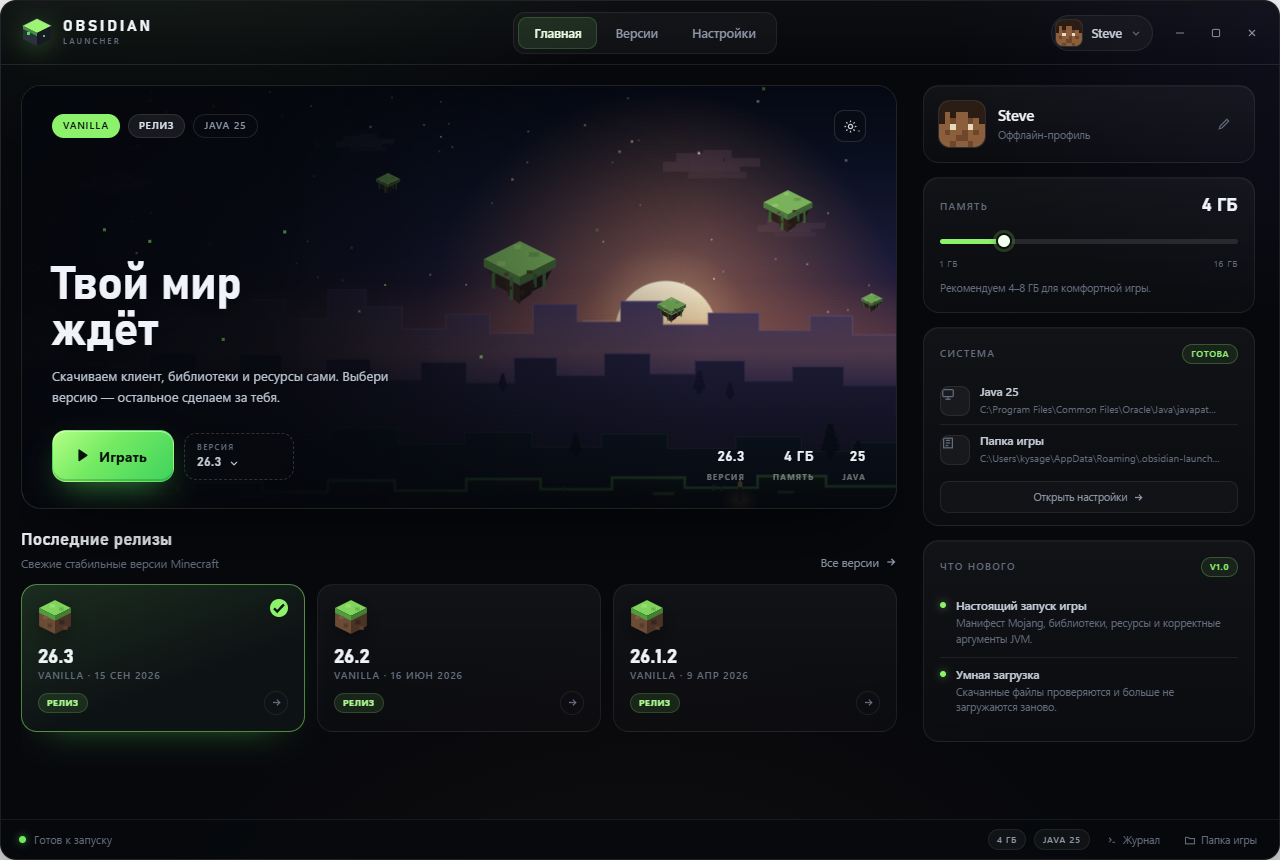 OBSIDIAN
LAUNCHER
Главная
Версии
Настройки
Steve
VANILLA
РЕЛИЗ
JAVA 25
Твой мир
ждёт
Скачиваем клиент, библиотеки и ресурсы сами. Выбери
версию — остальное сделаем за тебя.
Играть
ВЕРСИЯ
26.3
26.3
ВЕРСИЯ
4 ГБ
ПАМЯТЬ
25
JAVA
Последние релизы
Свежие стабильные версии Minecraft
Все версии →
26.3
VANILLA · 15 СЕН 2026
РЕЛИЗ
26.2
VANILLA · 16 ИЮН 2026
РЕЛИЗ
26.1.2
VANILLA · 9 АПР 2026
РЕЛИЗ
Steve
Оффлайн-профиль
ПАМЯТЬ
4 ГБ
1 ГБ
16 ГБ
Рекомендуем 4–8 ГБ для комфортной игры.
СИСТЕМА
ГОТОВА
Java 25
C:\Program Files\Common Files\Oracle\Java\javapat...
Папка игры
C:\Users\kysage\AppData\Roaming\.obsidian-launch...
Открыть настройки →
ЧТО НОВОГО
V1.0
Настоящий запуск игры
Манифест Mojang, библиотеки, ресурсы и корректные
аргументы JVM.
Умная загрузка
Скачанные файлы проверяются и больше не
загружаются заново.
Готов к запуску
4 ГБ
JAVA 25
Журнал
Папка игры